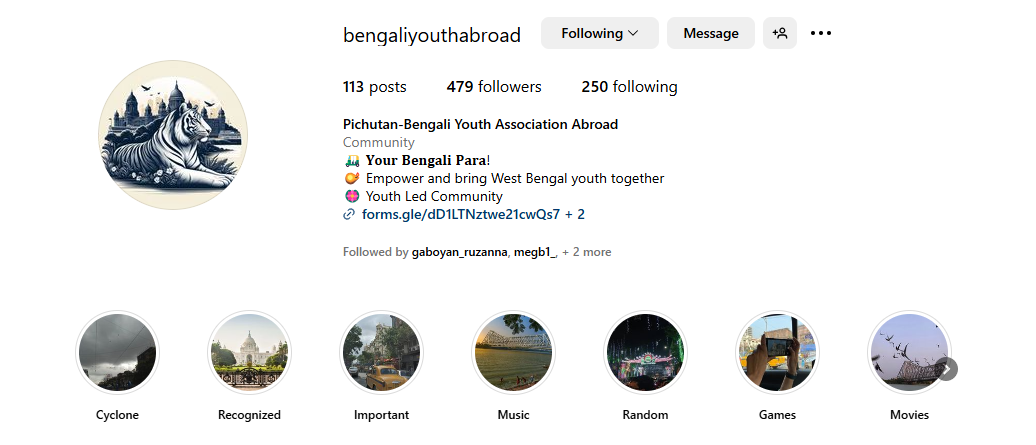 bengaliyouthabroad Following Message
113 posts 479 followers 250 following
Pichutan-Bengali Youth Association Abroad
Community
🛺 𝐘𝐨𝐮𝐫 𝐁𝐞𝐧𝐠𝐚𝐥𝐢 𝐏𝐚𝐫𝐚!
Empower and bring West Bengal youth together
Youth Led Community
forms.gle/dD1LTNztwe21cwQs7 + 2
Followed by gaboyan_ruzanna, megb1_, + 2 more
Cyclone Recognized Important Music Random Games Movies